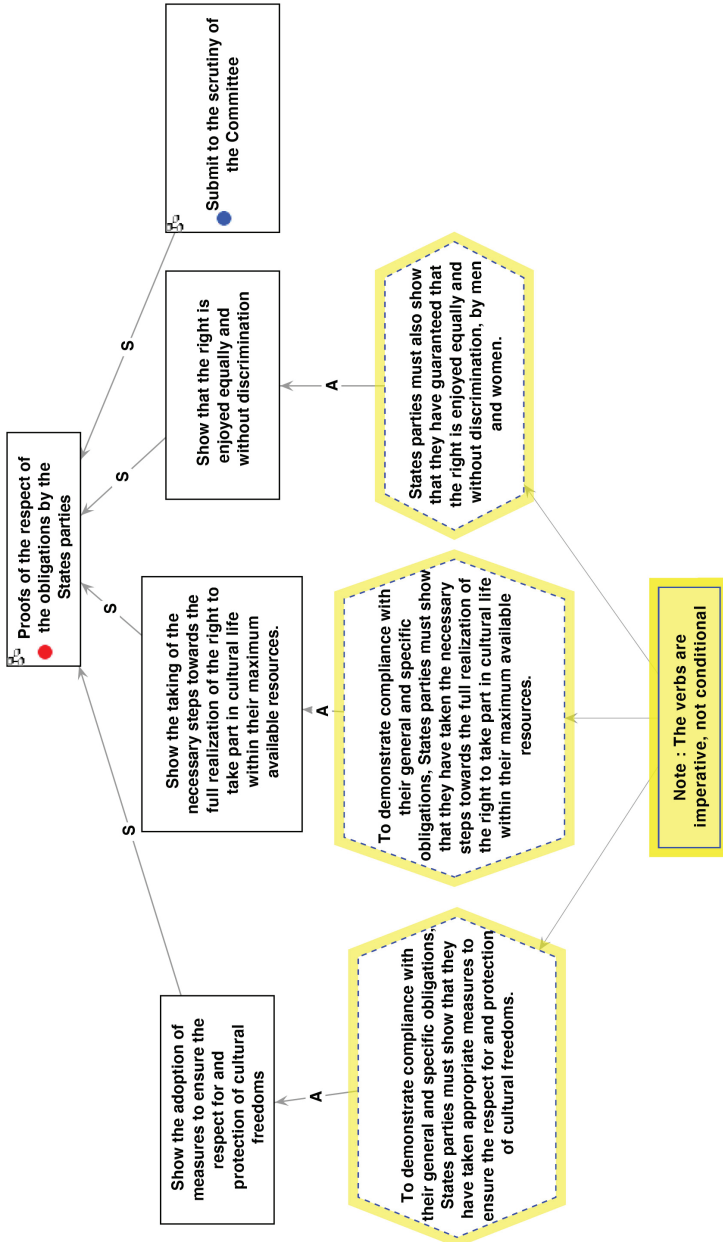 Proofs of the respect of
the obligations by the
States parties
S
S
S
S
Show the adoption of
measures to ensure the
respect for and
protection of cultural
freedoms
Show the taking of the
necessary steps towards the
full realization of the right to
take part in cultural life
within their maximum
available resources.
Show that the right is
enjoyed equally and
without discrimination
Submit to the scrutiny of
the Committee
A
A
A
To demonstrate compliance with
their general and specific obligations,
States parties must show that they
have taken appropriate measures to
ensure the respect for and protection
of cultural freedoms.
To demonstrate compliance with
their general and specific
obligations, States parties must show
that they have taken the necessary
steps towards the full realization of
the right to take part in cultural life
within their maximum available
resources.
States parties must also show
that they have guaranteed that
the right is enjoyed equally and
without discrimination, by men
and women.
Note : The verbs are
imperative, not conditional